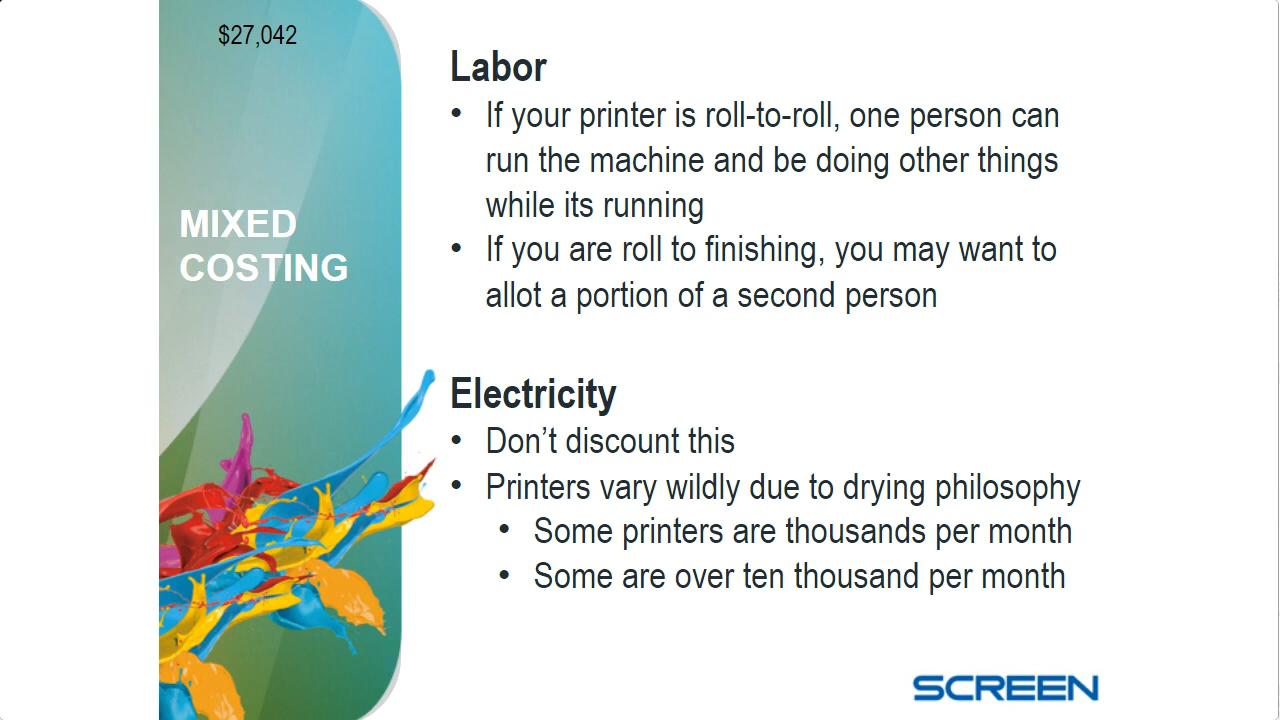 $27,042
MIXED
COSTING
Labor
• If your printer is roll-to-roll, one person can
run the machine and be doing other things
while its running
• If you are roll to finishing, you may want to
allot a portion of a second person
Electricity
• Don’t discount this
• Printers vary wildly due to drying philosophy
• Some printers are thousands per month
• Some are over ten thousand per month
SCREEN